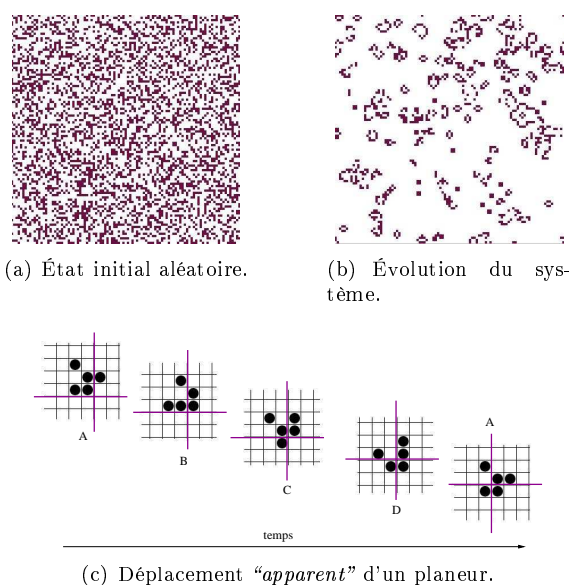 (a) État initial aléatoire.
(b) Évolution du sys-
tème.
A
B
C
D
A
temps
(c) Déplacement “apparent” d'un planeur.